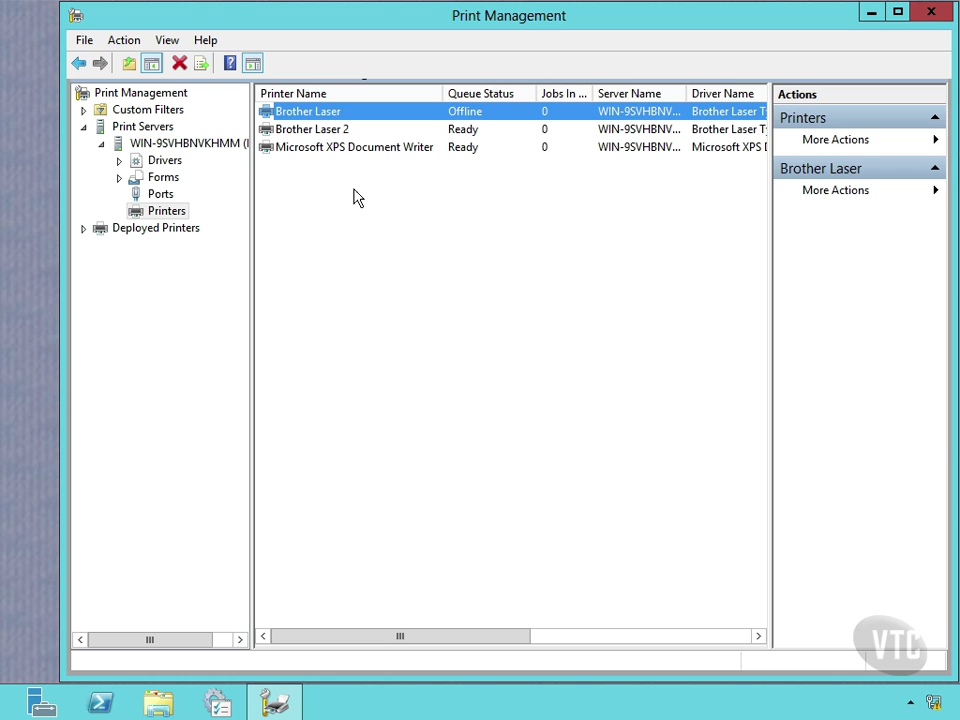 Print Management
File Action View Help
Print Management
Custom Filters
Print Servers
WIN-9SVHBNVKHMM (l
Drivers
Forms
Ports
Printers
Deployed Printers
Printer Name Queue Status Jobs In ... Server Name Driver Name
Brother Laser Offline 0 WIN-9SVHBNV... Brother Laser T
Brother Laser 2 Ready 0 WIN-9SVHBNV... Brother Laser Ty
Microsoft XPS Document Writer Ready 0 WIN-9SVHBNV... Microsoft XPS D
Actions
Printers
More Actions
Brother Laser
More Actions
VTC